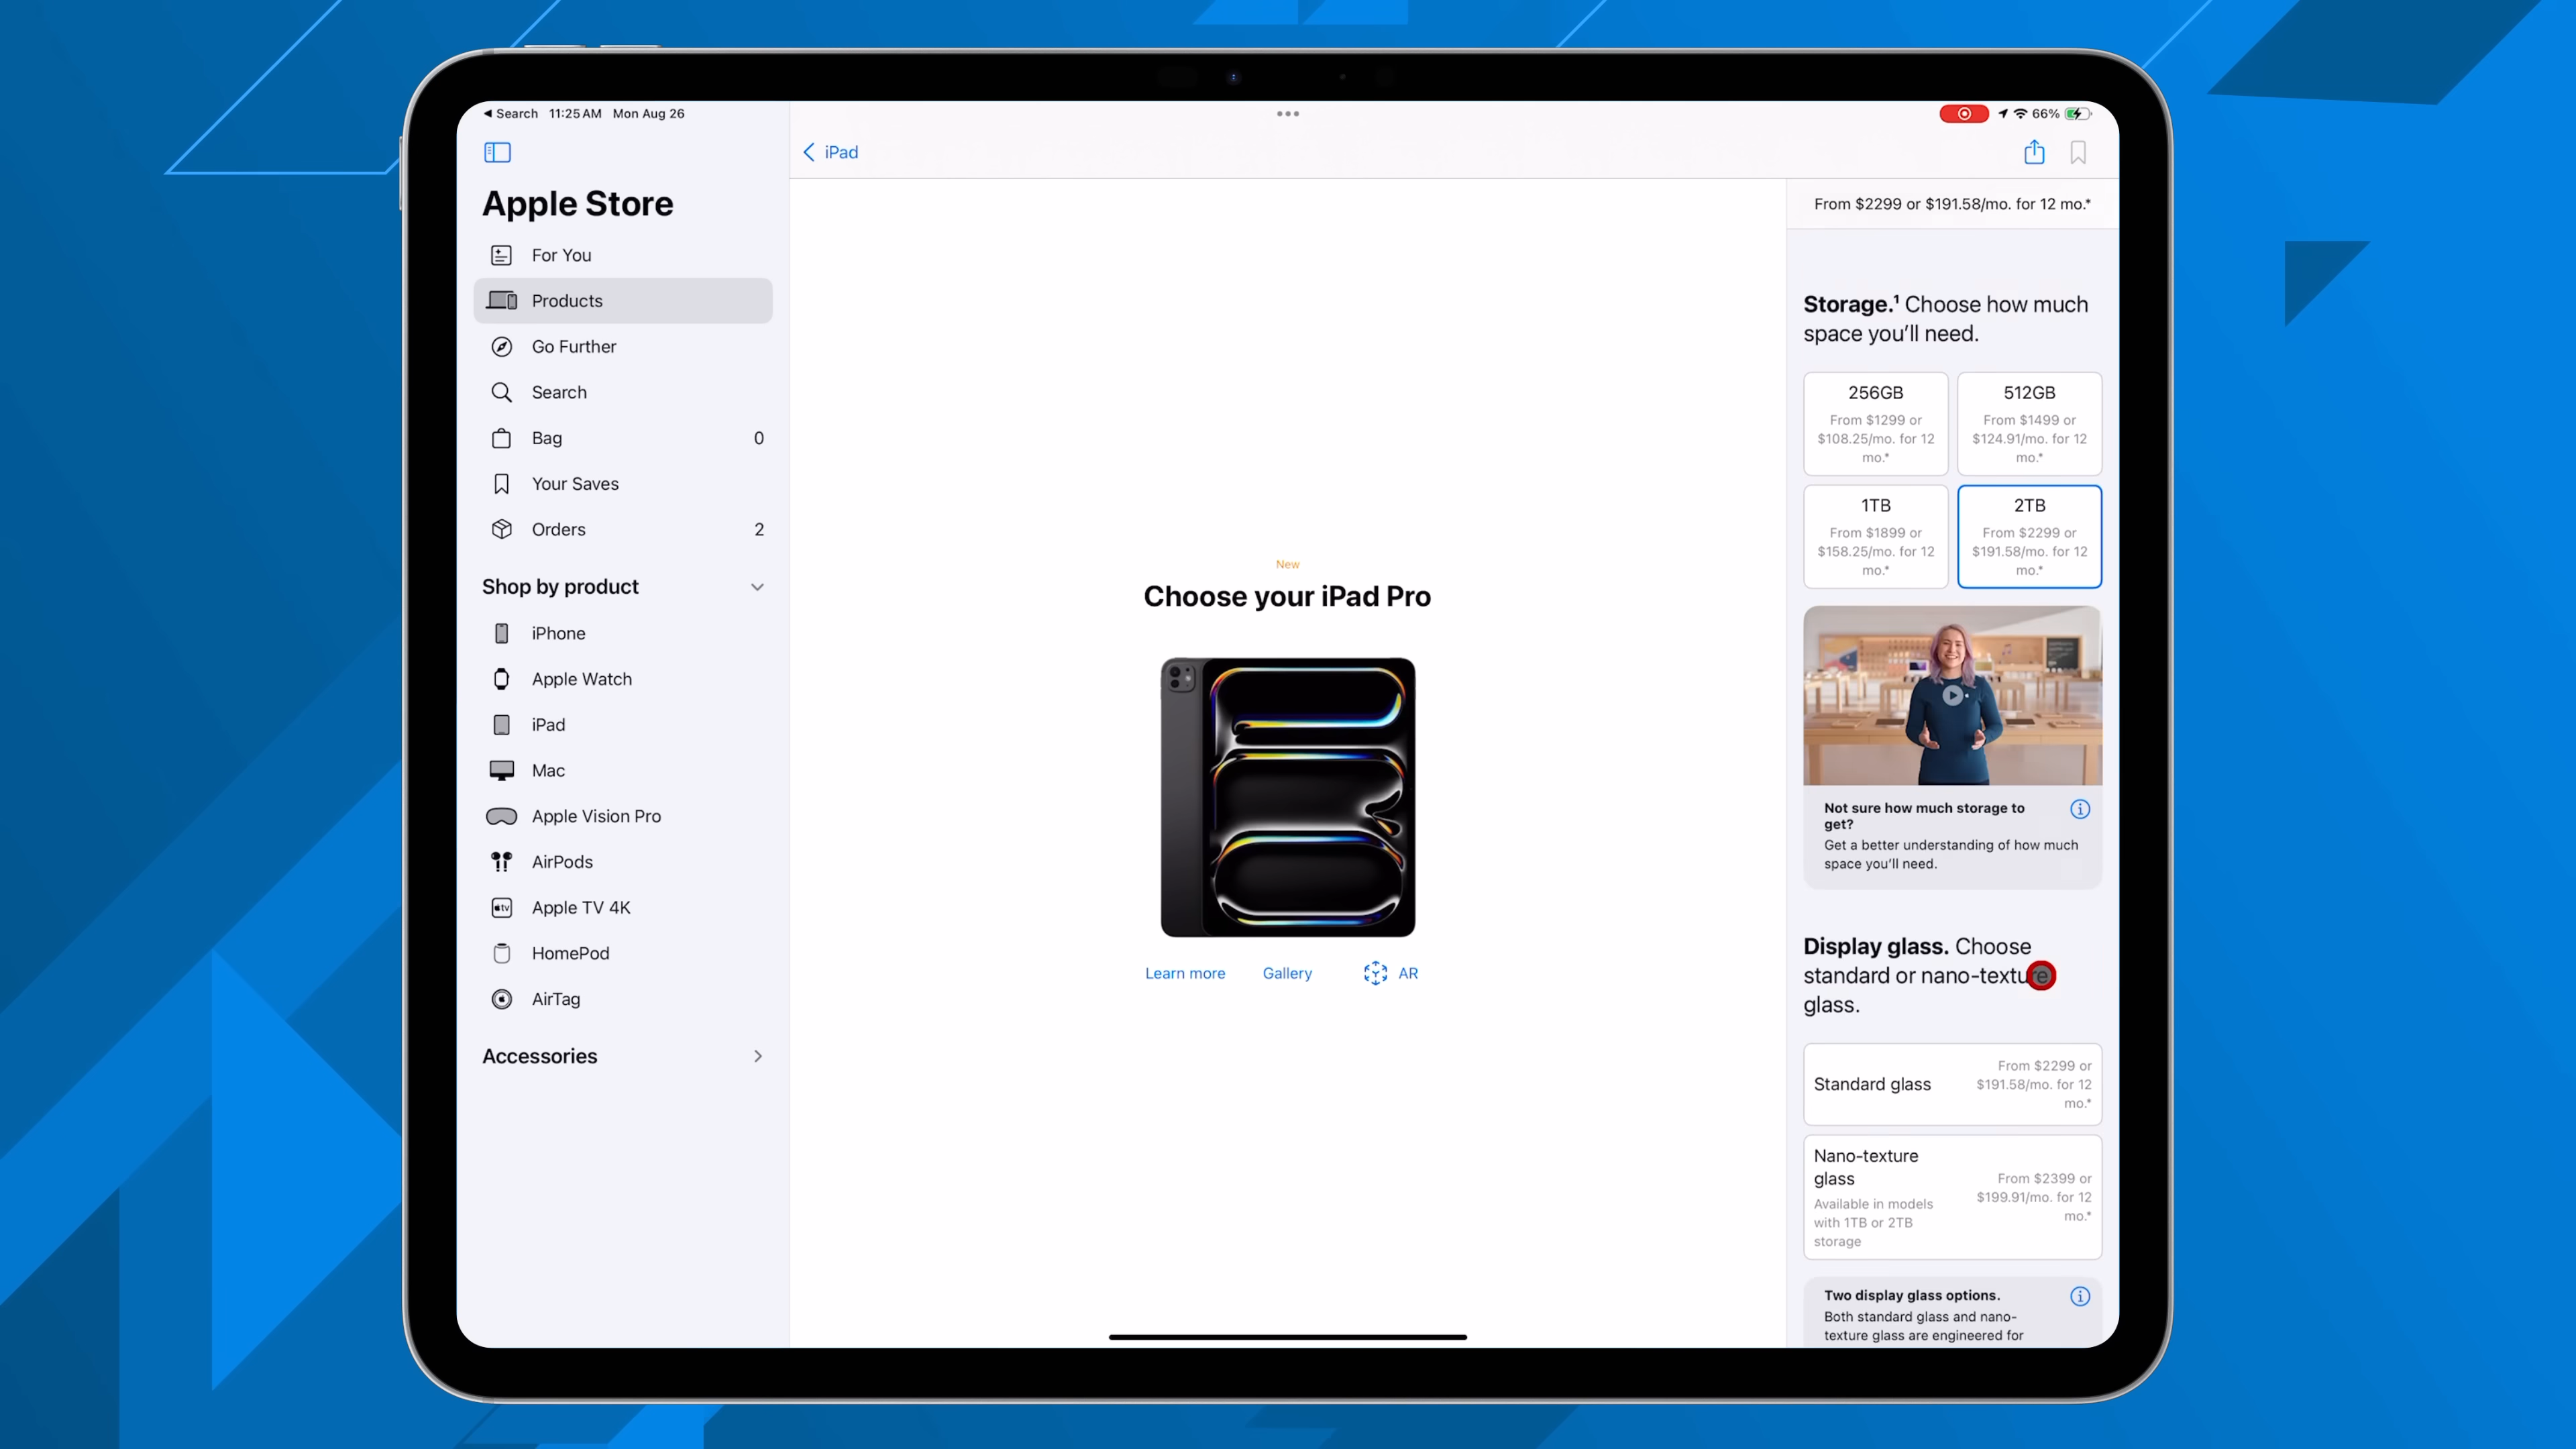 Search 11:25 AM Mon Aug 26
66%
Apple Store
For You
Products
Go Further
Search
Bag 0
Your Saves
Orders 2
Shop by product
iPhone
Apple Watch
iPad
Mac
Apple Vision Pro
AirPods
Apple TV 4K
HomePod
AirTag
Accessories
iPad
New
Choose your iPad Pro
Learn more Gallery AR
From $2299 or $191.58/mo. for 12 mo.*
Storage.¹ Choose how much
space you'll need.
256GB
From $1299 or
$108.25/mo. for 12
mo.*
512GB
From $1499 or
$124.91/mo. for 12
mo.*
1TB
From $1899 or
$158.25/mo. for 12
mo.*
2TB
From $2299 or
$191.58/mo. for 12
mo.*
Not sure how much storage to
get?
Get a better understanding of how much
space you'll need.
Display glass. Choose
standard or nano-texture
glass.
Standard glass
From $2299 or
$191.58/mo. for 12
mo.*
Nano-texture
glass
Available in models
with 1TB or 2TB
storage
From $2399 or
$199.91/mo. for 12
mo.*
Two display glass options.
Both standard glass and nano-
texture glass are engineered for